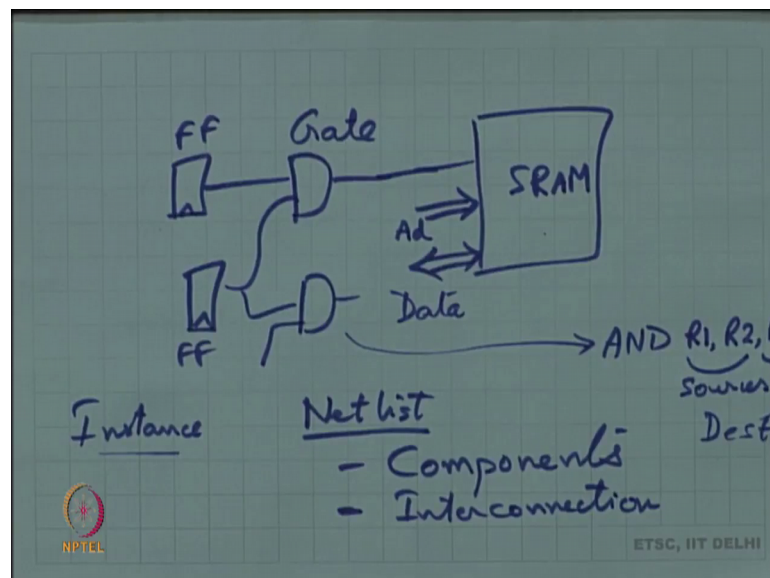 FF
Gate
SRAM
Ad
FF
Data
AND R1, R2,
Sources
Dest
Instance
Netlist
- Components
- Interconnection
NPTEL
ETSC, IIT DELHI